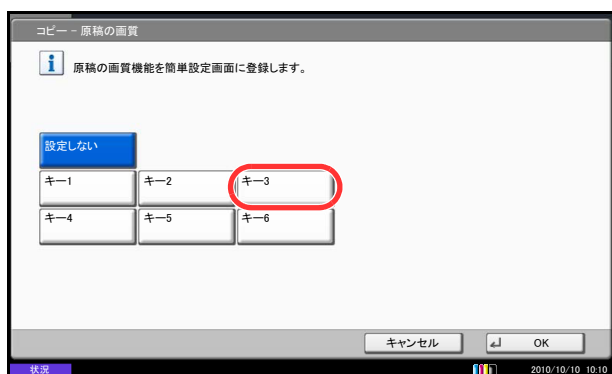 コピー - 原稿の画質
原稿の画質機能を簡単設定画面に登録します。
設定しない
キー1 キー2 キー3
キー4 キー5 キー6
キャンセル OK
状況 2010/10/10 10:10